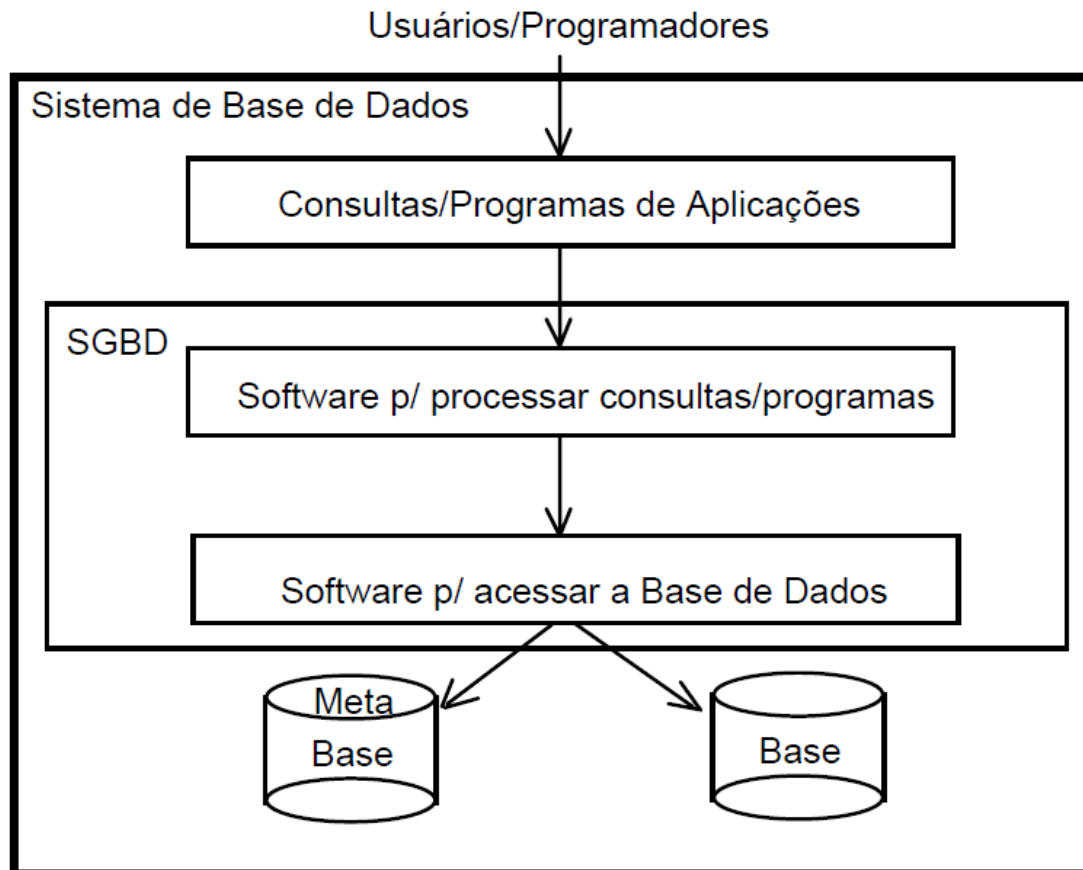 Usuários/Programadores
Sistema de Base de Dados
Consultas/Programas de Aplicações
SGBD
Software p/ processar consultas/programas
Software p/ acessar a Base de Dados
Meta
Base
Base